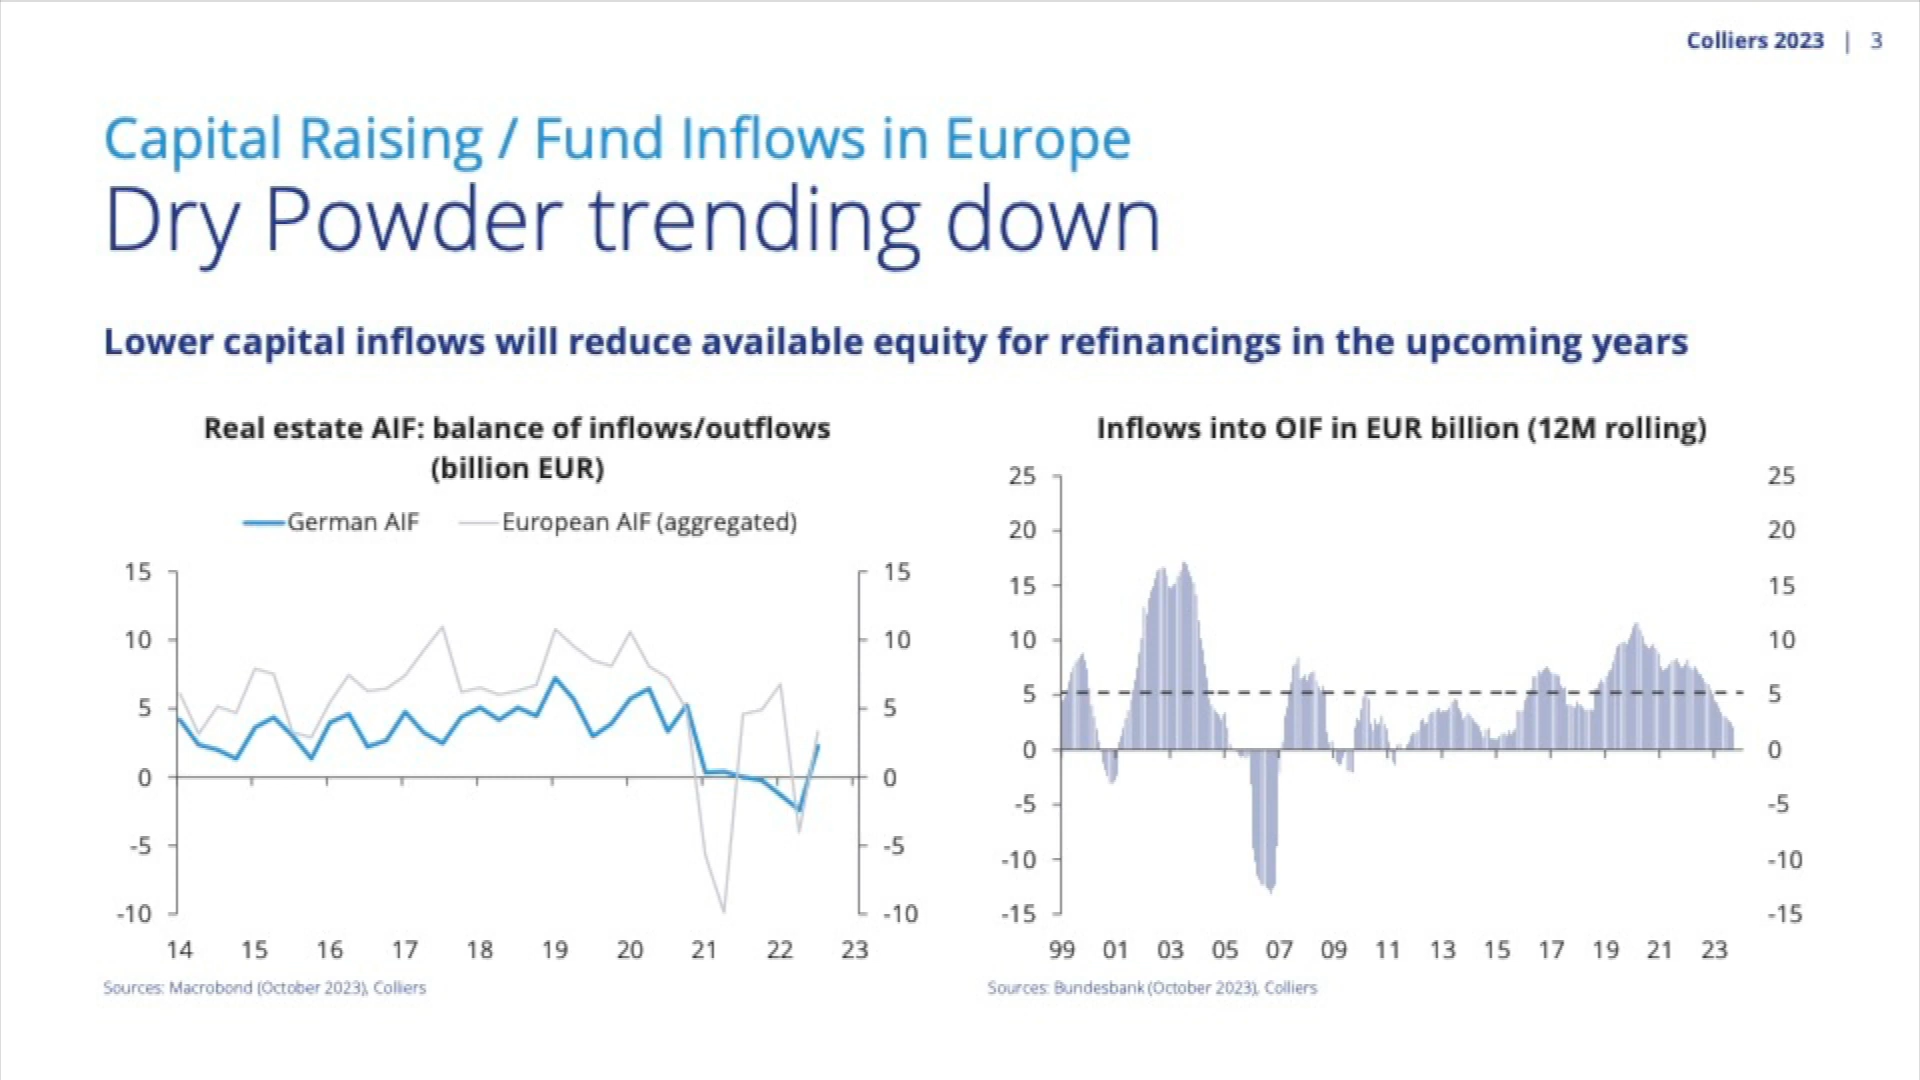 Colliers 2023 | 3
Capital Raising / Fund Inflows in Europe
Dry Powder trending down
Lower capital inflows will reduce available equity for refinancings in the upcoming years
Real estate AIF: balance of inflows/outflows
(billion EUR)
German AIF European AIF (aggregated)
15 15
10 10
5 5
0 0
-5 -5
-10 -10
14 15 16 17 18 19 20 21 22 23
Sources: Macrobond (October 2023), Colliers
Inflows into OIF in EUR billion (12M rolling)
25 25
20 20
15 15
10 10
5 5
0 0
-5 -5
-10 -10
-15 -15
99 01 03 05 07 09 11 13 15 17 19 21 23
Sources: Bundesbank (October 2023), Colliers